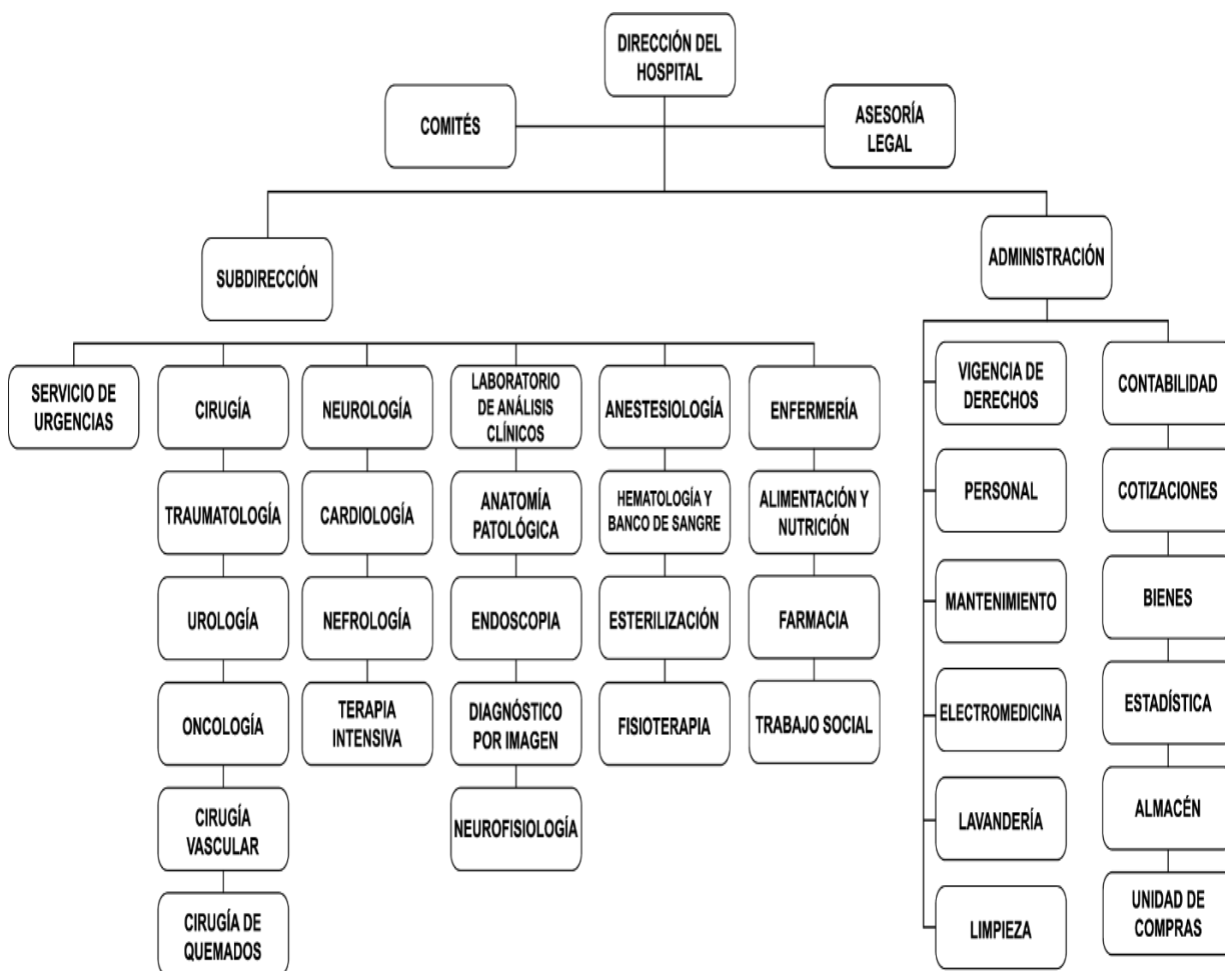 DIRECCIÓN DEL
HOSPITAL
COMITÉS
ASESORÍA
LEGAL
SUBDIRECCIÓN
ADMINISTRACIÓN
SERVICIO DE
URGENCIAS
CIRUGÍA
TRAUMATOLOGÍA
UROLOGÍA
ONCOLOGÍA
CIRUGÍA
VASCULAR
CIRUGÍA DE
QUEMADOS
NEUROLOGÍA
CARDIOLOGÍA
NEFROLOGÍA
TERAPIA
INTENSIVA
LABORATORIO
DE ANÁLISIS
CLÍNICOS
ANATOMÍA
PATOLÓGICA
ENDOSCOPIA
DIAGNÓSTICO
POR IMAGEN
NEUROFISIOLOGÍA
ANESTESIOLOGÍA
HEMATOLOGÍA Y
BANCO DE SANGRE
ESTERILIZACIÓN
FISIOTERAPIA
ENFERMERÍA
ALIMENTACIÓN Y
NUTRICIÓN
FARMACIA
TRABAJO SOCIAL
VIGENCIA DE
DERECHOS
PERSONAL
MANTENIMIENTO
ELECTROMEDICINA
LAVANDERÍA
LIMPIEZA
CONTABILIDAD
COTIZACIONES
BIENES
ESTADÍSTICA
ALMACÉN
UNIDAD DE
COMPRAS